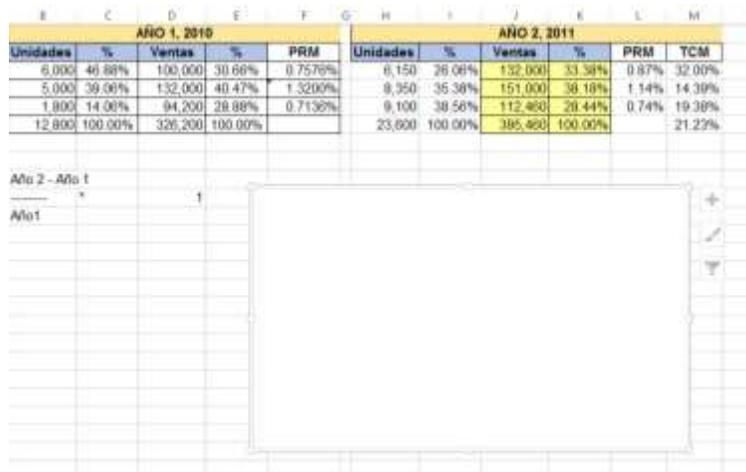 B C D E F G H I J K L M
AÑO 1, 2010 AÑO 2, 2011
Unidades % Ventas % PRM Unidades % Ventas % PRM TCM
6,000 46.88% 100,000 30.66% 0.7576% 6,150 26.06% 132,000 33.38% 0.87% 32.00%
5,000 39.06% 132,000 40.47% 1.3200% 8,350 35.38% 151,000 38.18% 1.14% 14.39%
1,800 14.06% 94,200 28.88% 0.7136% 9,100 38.56% 112,460 28.44% 0.74% 19.38%
12,800 100.00% 326,200 100.00% 23,600 100.00% 395,460 100.00% 21.23%
Año 2 - Año 1
--------- * 1
Año1